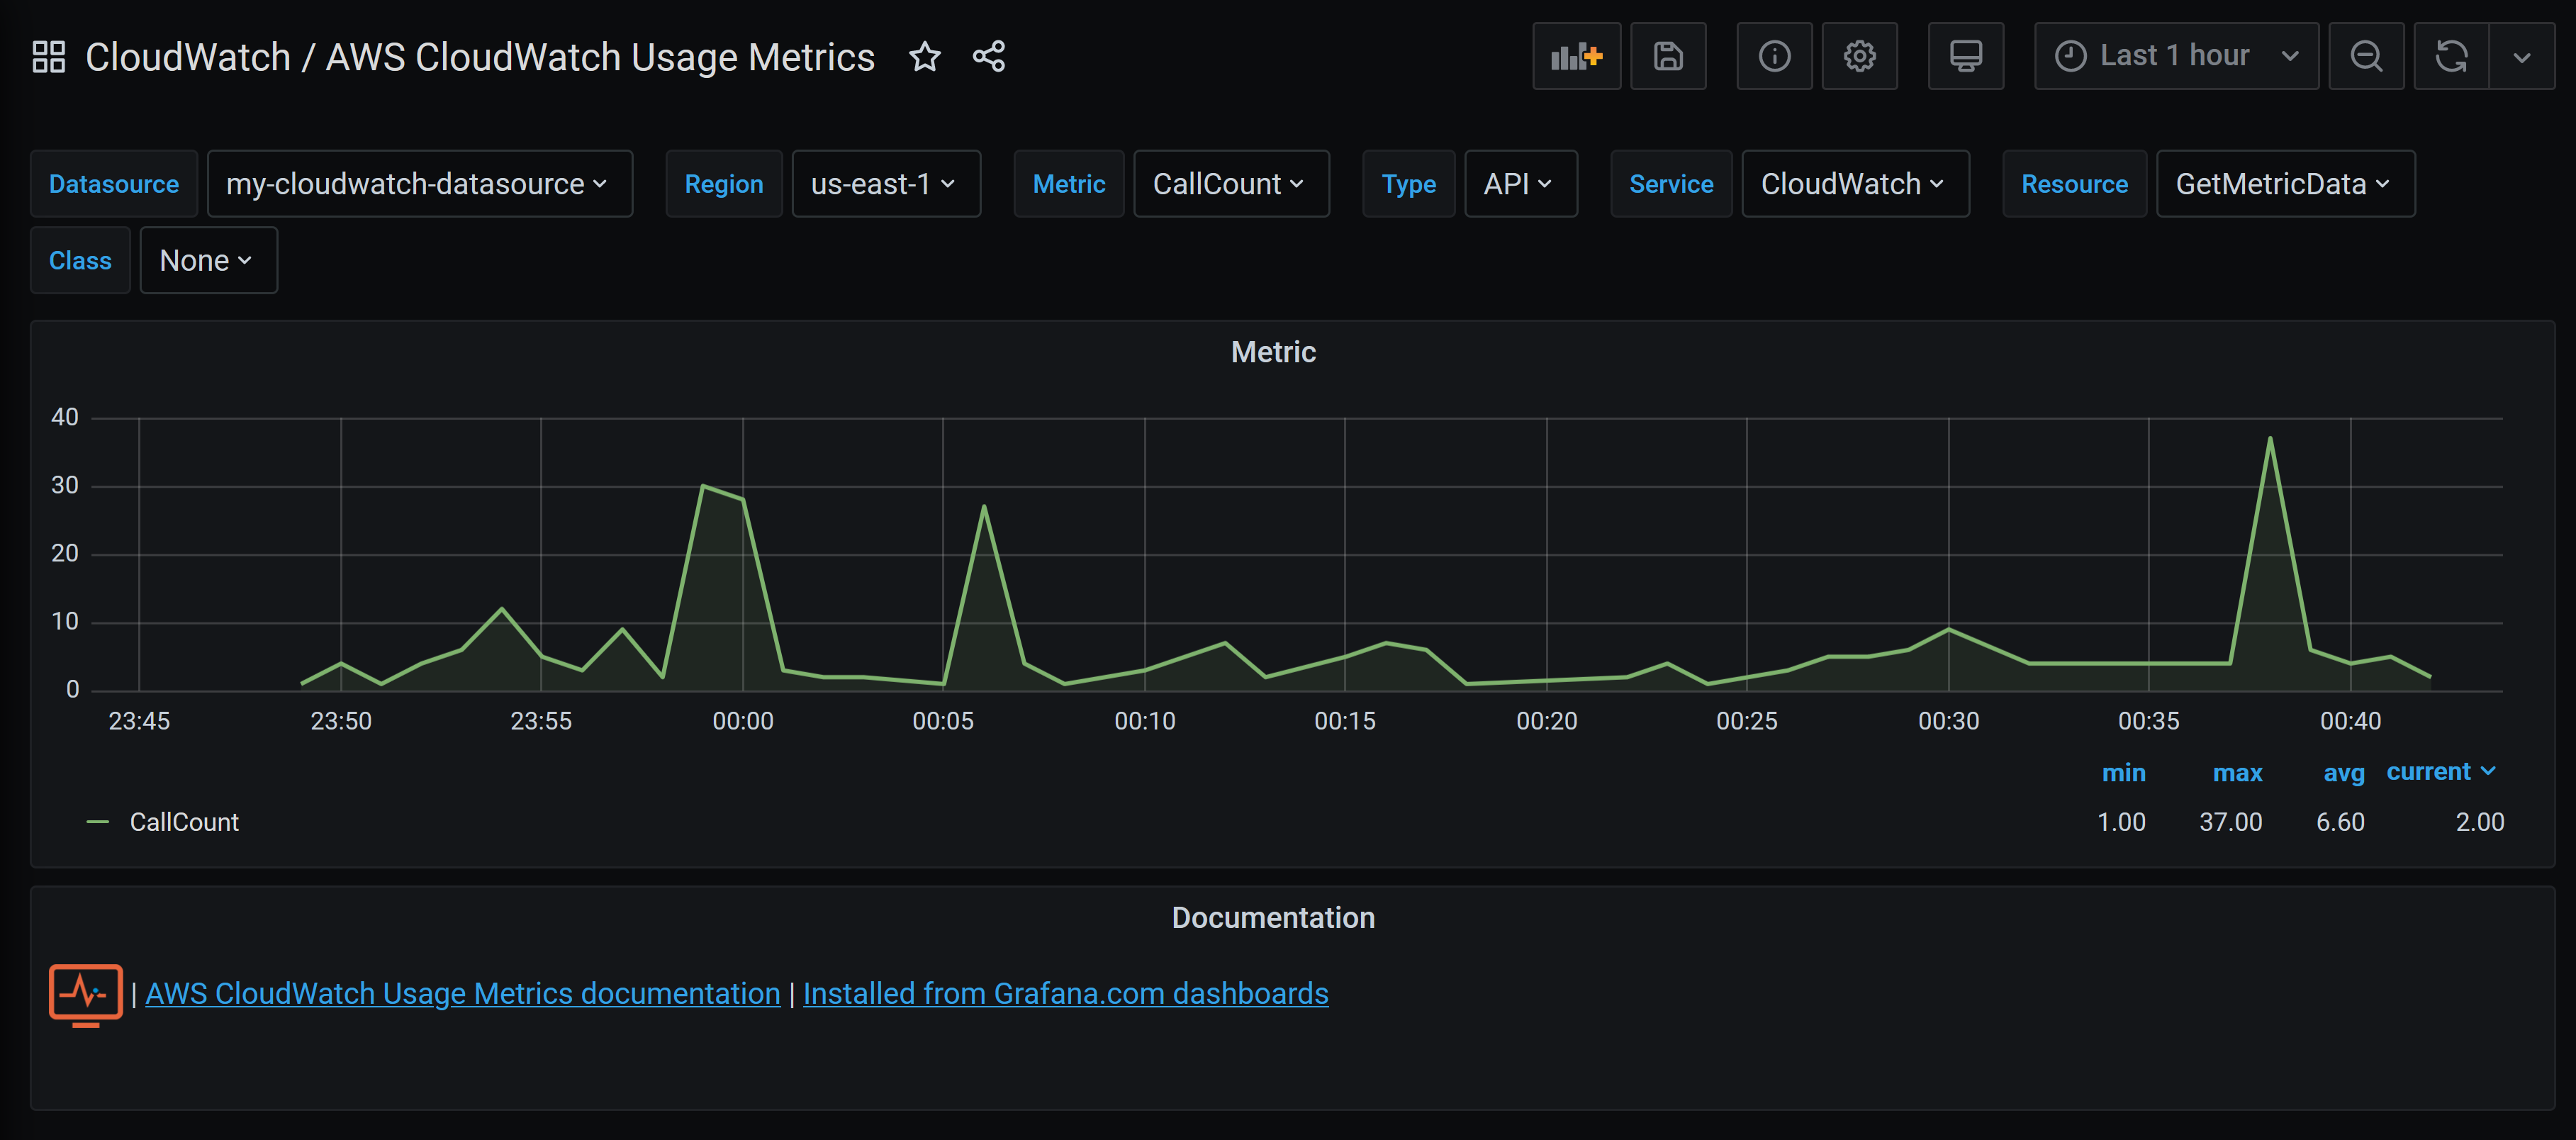 CloudWatch / AWS CloudWatch Usage Metrics
Last 1 hour
Datasource my-cloudwatch-datasource Region us-east-1 Metric CallCount Type API Service CloudWatch Resource GetMetricData
Class None
Metric
40
30
20
10
0
23:45 23:50 23:55 00:00 00:05 00:10 00:15 00:20 00:25 00:30 00:35 00:40
min max avg current
CallCount 1.00 37.00 6.60 2.00
Documentation
| AWS CloudWatch Usage Metrics documentation | Installed from Grafana.com dashboards